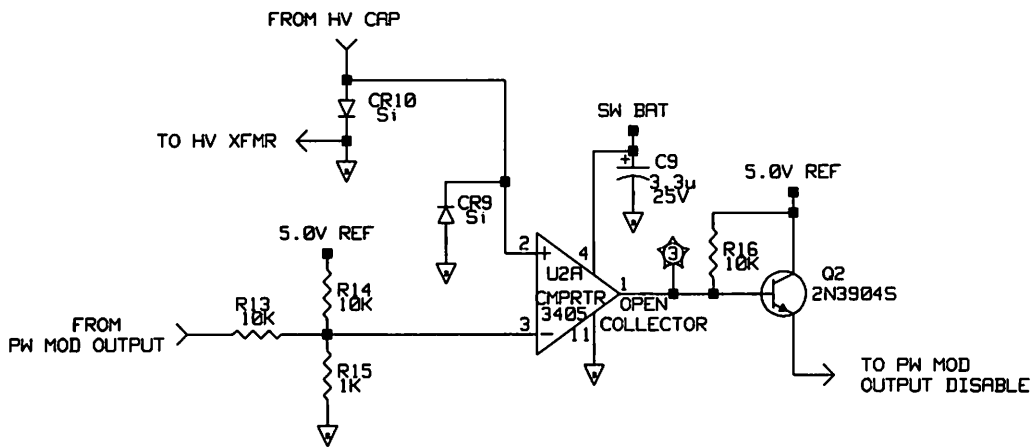 FROM HV CAP
CR10
Si
TO HV XFMR
SW BAT
+
C9
3.3µ
25V
5.0V REF
CR9
Si
5.0V REF
R14
10K
R13
10K
FROM
PW MOD OUTPUT
R15
1K
2
+
4
U2A
CMPRTR
3405
3
−
11
1
OPEN
COLLECTOR
3
R16
10K
Q2
2N3904S
TO PW MOD
OUTPUT DISABLE